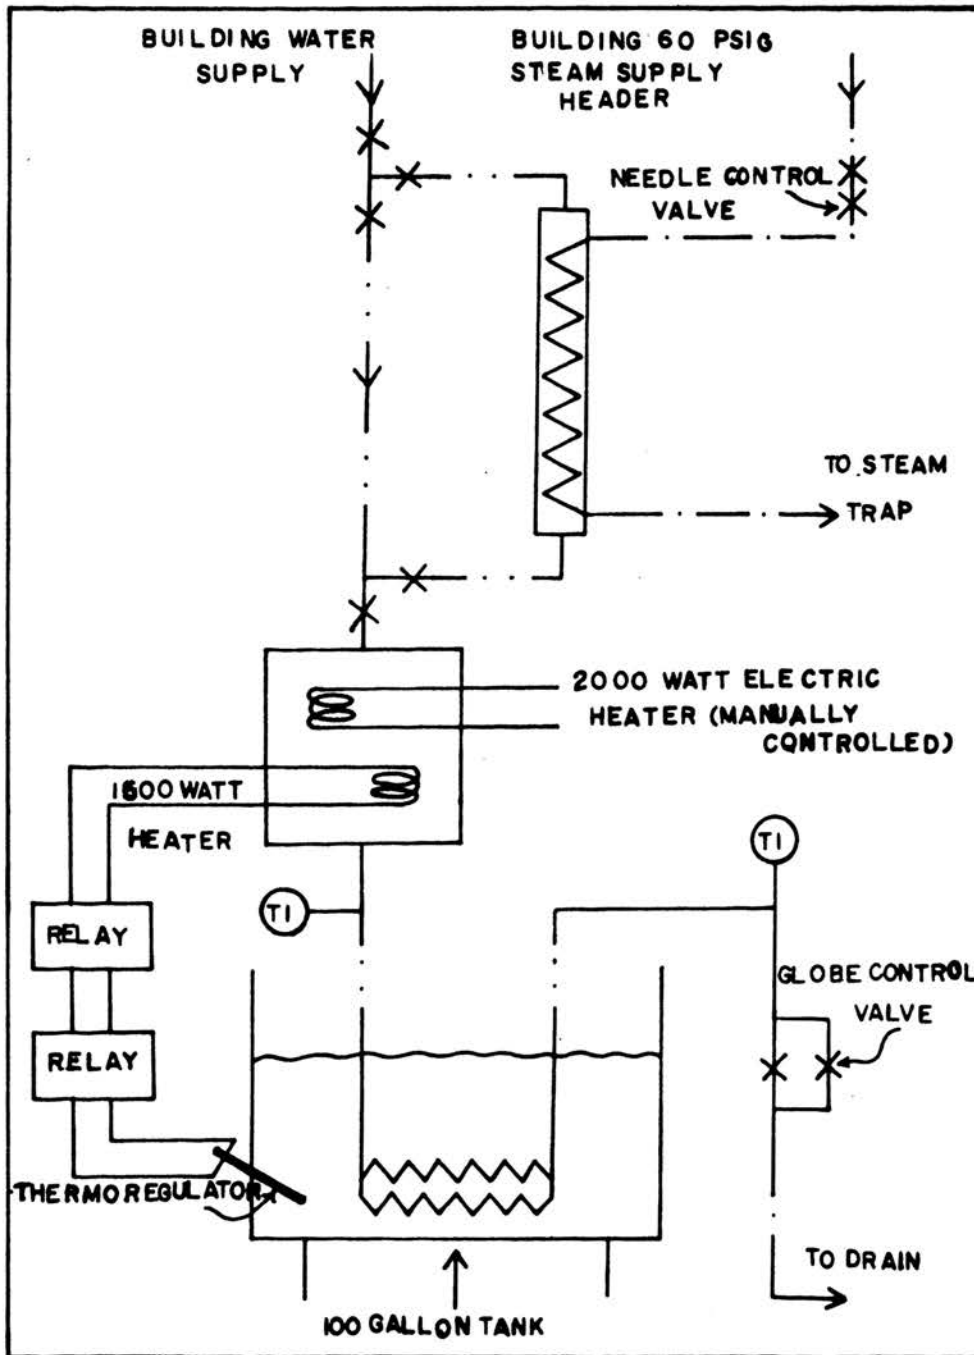 BUILDING WATER
SUPPLY
BUILDING 60 PSIG
STEAM SUPPLY
HEADER
NEEDLE CONTROL
VALVE
TO STEAM
TRAP
2000 WATT ELECTRIC
HEATER (MANUALLY
CONTROLLED)
1500 WATT
HEATER
TI
TI
RELAY
GLOBE CONTROL
VALVE
RELAY
THERMOREGULATOR
TO DRAIN
100 GALLON TANK